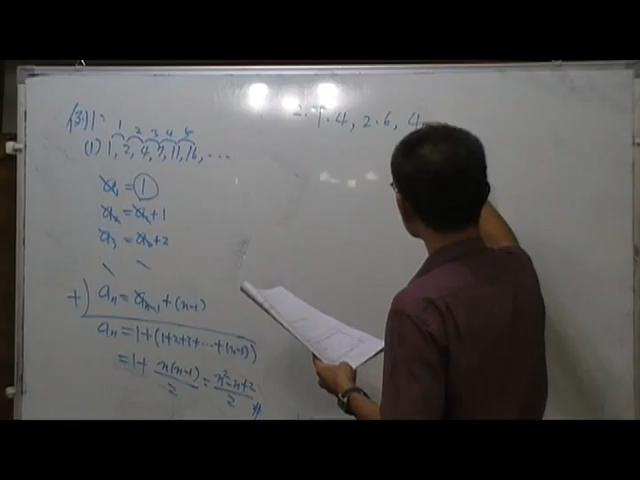 例1:
1 2 3 4 5
(1) 1, 2, 4, 7, 11, 16, ...
a₁ = 1
a₂ = a₁ + 1
a₃ = a₂ + 2
+) aₙ = aₙ₋₁ + (n-1)
aₙ = 1 + (1+2+3+...+(n-1))
= 1 + n(n-1)/2 = n²-n+2/2 #
4, 2.6, 4